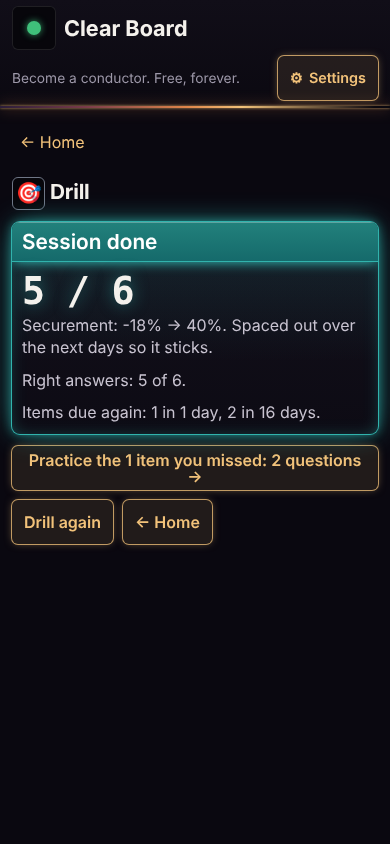 Clear Board
Become a conductor. Free, forever.
⚙ Settings
← Home
🎯 Drill
Session done
5 / 6
Securement: -18% → 40%. Spaced out over
the next days so it sticks.
Right answers: 5 of 6.
Items due again: 1 in 1 day, 2 in 16 days.
Practice the 1 item you missed: 2 questions
→
Drill again
← Home